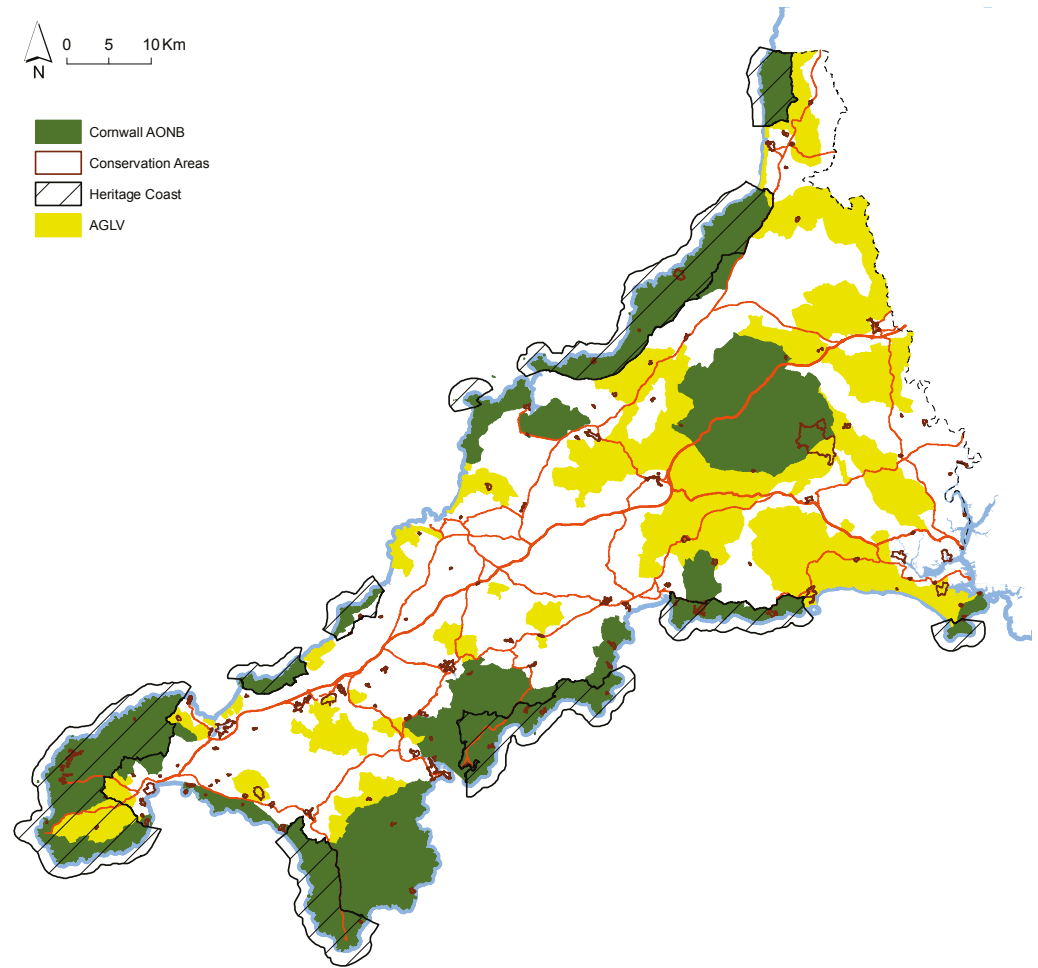 0 5 10 Km
N
Cornwall AONB
Conservation Areas
Heritage Coast
AGLV